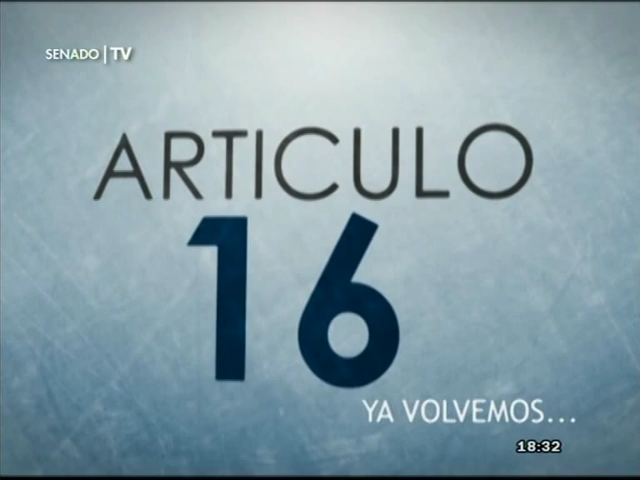 SENADO | TV
ARTICULO
16
YA VOLVEMOS...
18:32